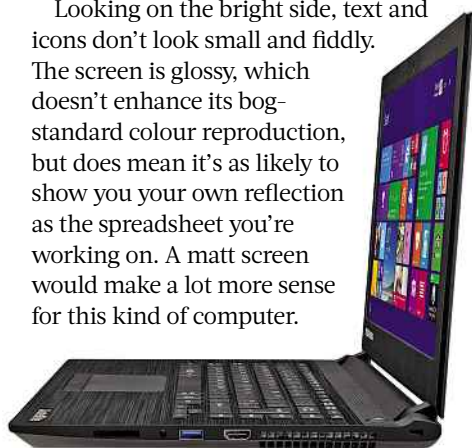 Looking on the bright side, text and
icons don’t look small and fiddly.
The screen is glossy, which
doesn’t enhance its bog-
standard colour reproduction,
but does mean it’s as likely to
show you your own reflection
as the spreadsheet you’re
working on. A matt screen
would make a lot more sense
for this kind of computer.